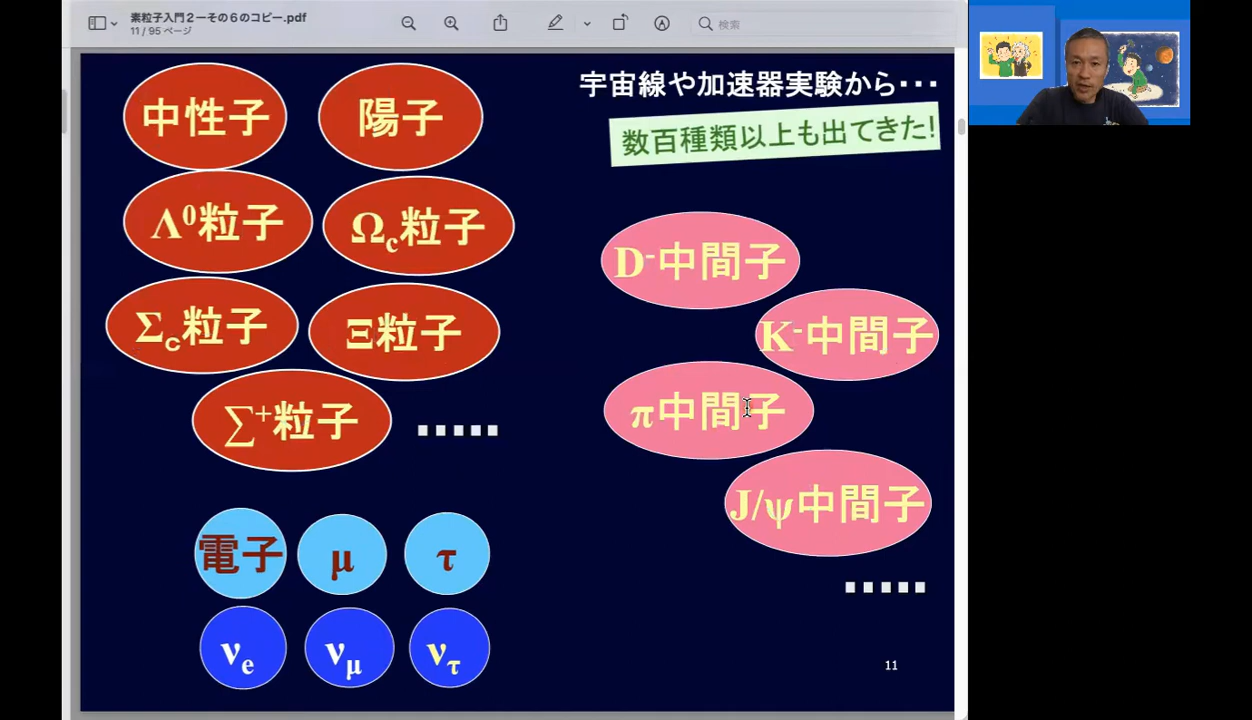 素粒子入門2ーその6のコピー.pdf
11 / 95 ページ
検索
宇宙線や加速器実験から・・・
数百種類以上も出てきた!
中性子
陽子
Λ⁰粒子
Ωc粒子
Σc粒子
Ξ粒子
∑⁺粒子
.....
D⁻中間子
K⁻中間子
π中間子
J/ψ中間子
.....
電子
μ
τ
νe
νμ
ντ
11